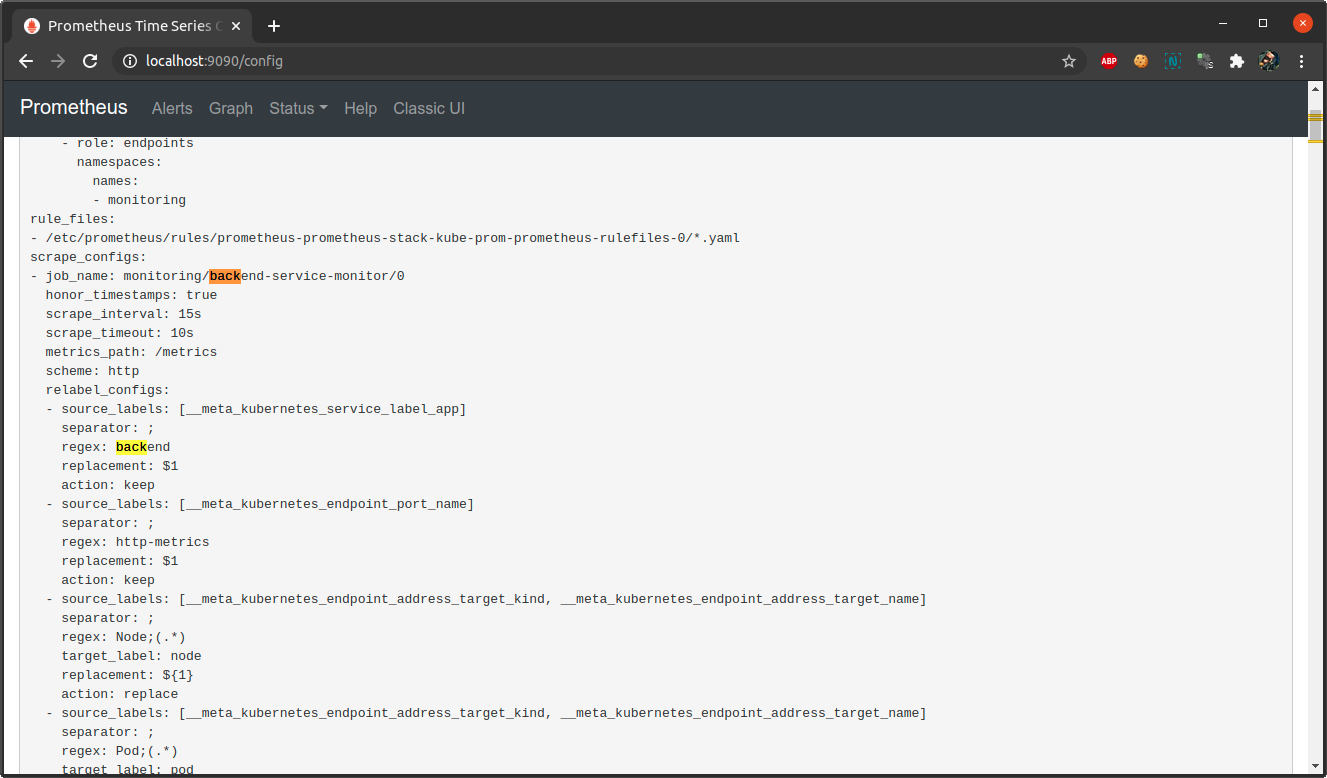 Prometheus Time Series C
localhost:9090/config
ABP
Prometheus Alerts Graph Status Help Classic UI
    - role: endpoints
      namespaces:
        names:
        - monitoring
rule_files:
- /etc/prometheus/rules/prometheus-prometheus-stack-kube-prom-prometheus-rulefiles-0/*.yaml
scrape_configs:
- job_name: monitoring/backend-service-monitor/0
  honor_timestamps: true
  scrape_interval: 15s
  scrape_timeout: 10s
  metrics_path: /metrics
  scheme: http
  relabel_configs:
  - source_labels: [__meta_kubernetes_service_label_app]
    separator: ;
    regex: backend
    replacement: $1
    action: keep
  - source_labels: [__meta_kubernetes_endpoint_port_name]
    separator: ;
    regex: http-metrics
    replacement: $1
    action: keep
  - source_labels: [__meta_kubernetes_endpoint_address_target_kind, __meta_kubernetes_endpoint_address_target_name]
    separator: ;
    regex: Node;(.*)
    target_label: node
    replacement: ${1}
    action: replace
  - source_labels: [__meta_kubernetes_endpoint_address_target_kind, __meta_kubernetes_endpoint_address_target_name]
    separator: ;
    regex: Pod;(.*)
    target_label: pod